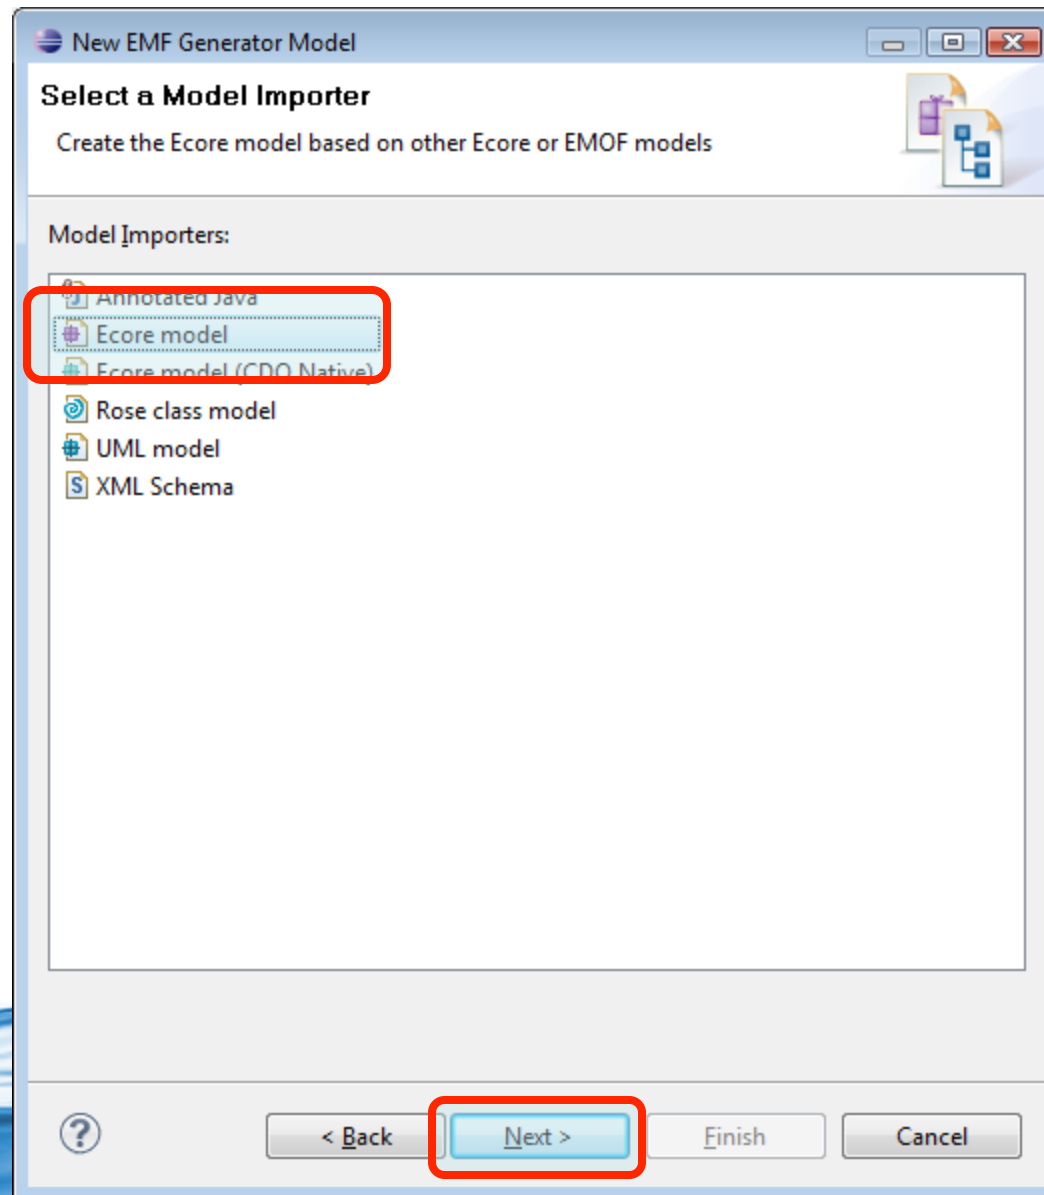 New EMF Generator Model
Select a Model Importer
Create the Ecore model based on other Ecore or EMOF models
Model Importers:
Annotated Java
Ecore model
Ecore model (CDO Native)
Rose class model
UML model
XML Schema
< Back Next > Finish Cancel